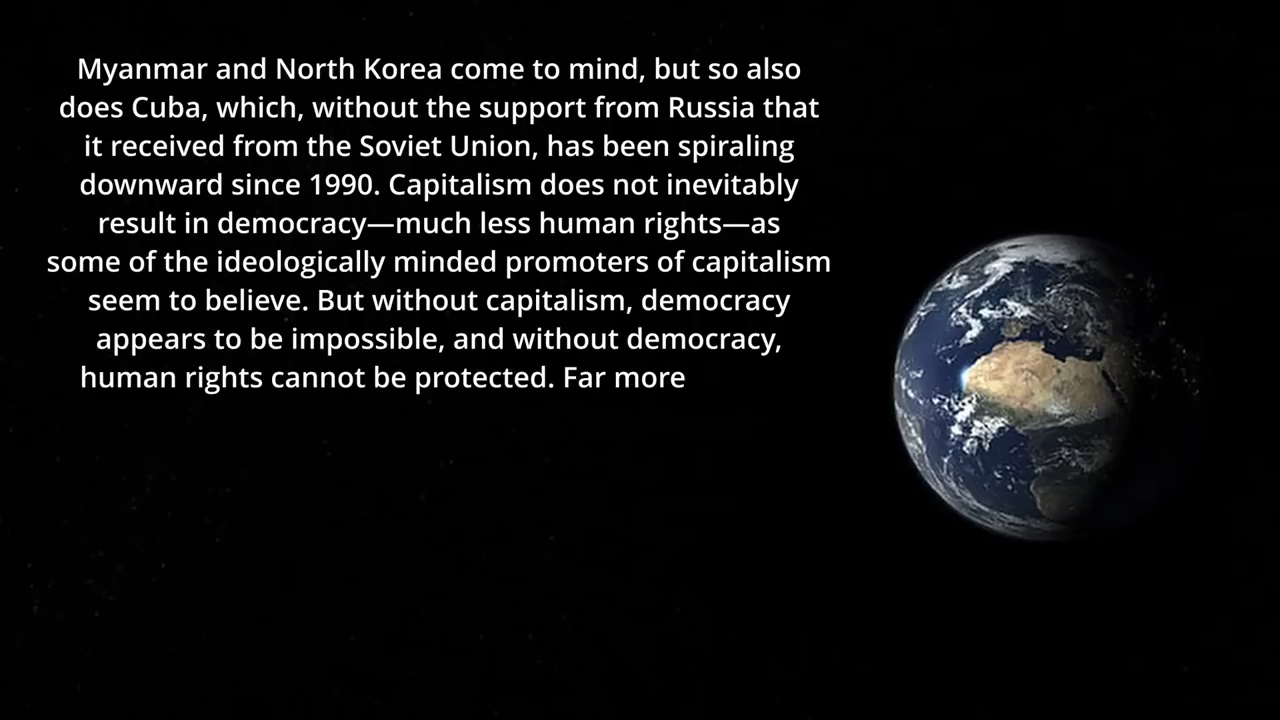 Myanmar and North Korea come to mind, but so also
does Cuba, which, without the support from Russia that
it received from the Soviet Union, has been spiraling
downward since 1990. Capitalism does not inevitably
result in democracy—much less human rights—as
some of the ideologically minded promoters of capitalism
seem to believe. But without capitalism, democracy
appears to be impossible, and without democracy,
human rights cannot be protected. Far more